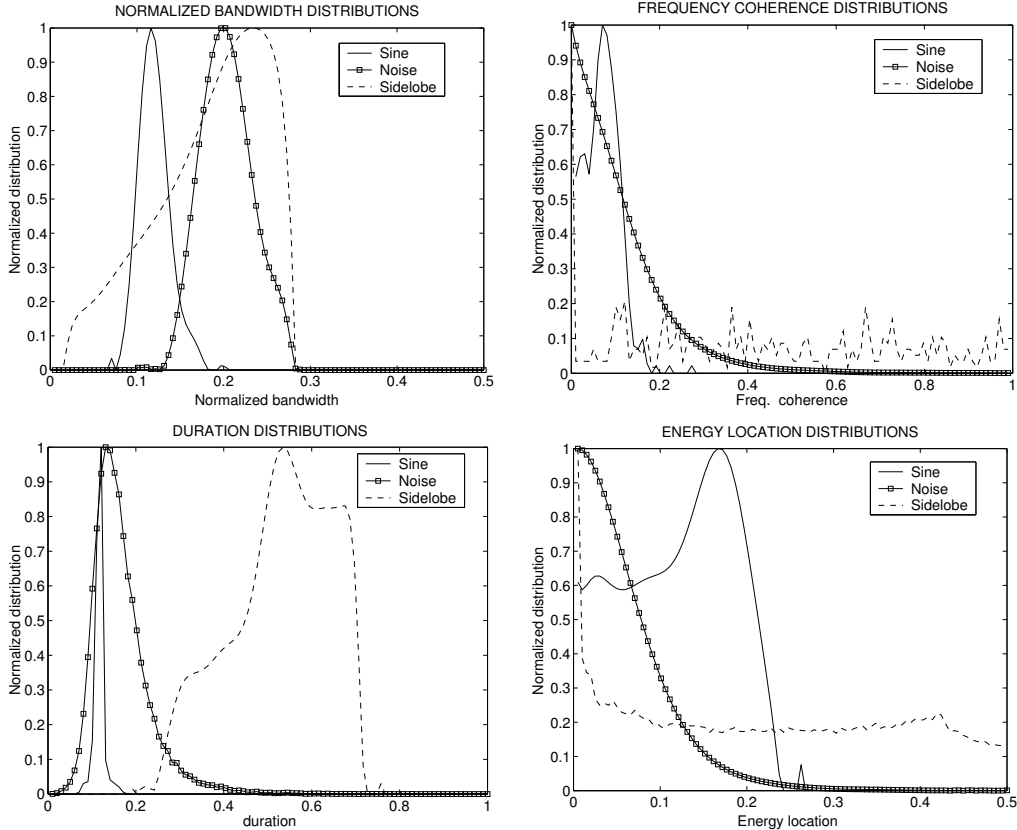 NORMALIZED BANDWIDTH DISTRIBUTIONS
1
0.9
0.8
0.7
0.6
0.5
0.4
0.3
0.2
0.1
0
Normalized distribution
Sine
Noise
Sidelobe
0 0.1 0.2 0.3 0.4 0.5
Normalized bandwidth
FREQUENCY COHERENCE DISTRIBUTIONS
1
0.9
0.8
0.7
0.6
0.5
0.4
0.3
0.2
0.1
0
Normalized distribution
Sine
Noise
Sidelobe
0 0.2 0.4 0.6 0.8 1
Freq. coherence
DURATION DISTRIBUTIONS
1
0.9
0.8
0.7
0.6
0.5
0.4
0.3
0.2
0.1
0
Normalized distribution
Sine
Noise
Sidelobe
0 0.2 0.4 0.6 0.8 1
duration
ENERGY LOCATION DISTRIBUTIONS
1
0.9
0.8
0.7
0.6
0.5
0.4
0.3
0.2
0.1
0
Normalized distribution
Sine
Noise
Sidelobe
0 0.1 0.2 0.3 0.4 0.5
Energy location